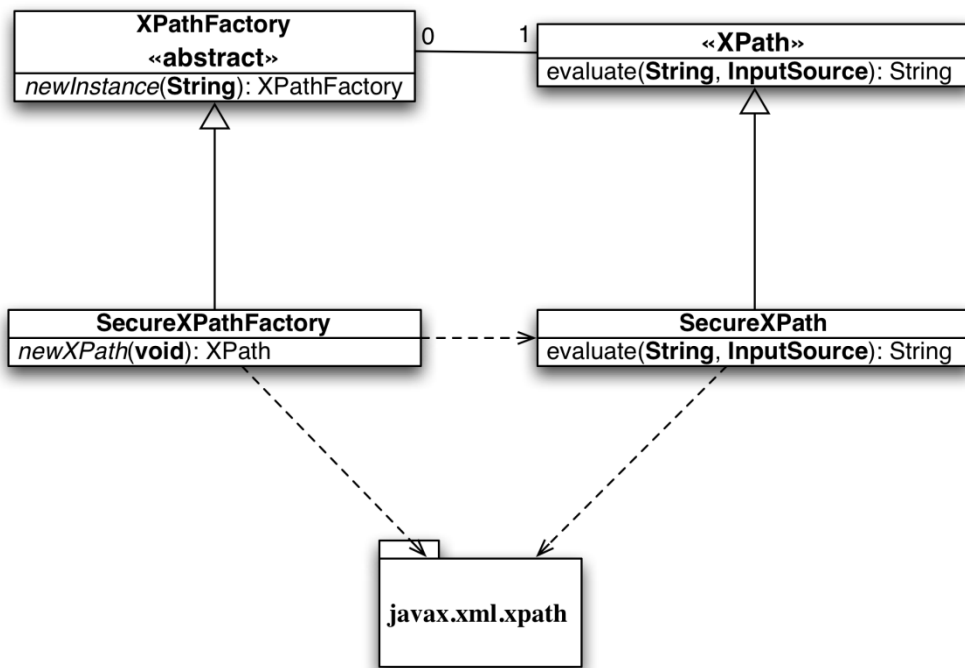 XPathFactory
«abstract»
newInstance(String): XPathFactory
0
1
«XPath»
evaluate(String, InputSource): String
SecureXPathFactory
newXPath(void): XPath
SecureXPath
evaluate(String, InputSource): String
javax.xml.xpath